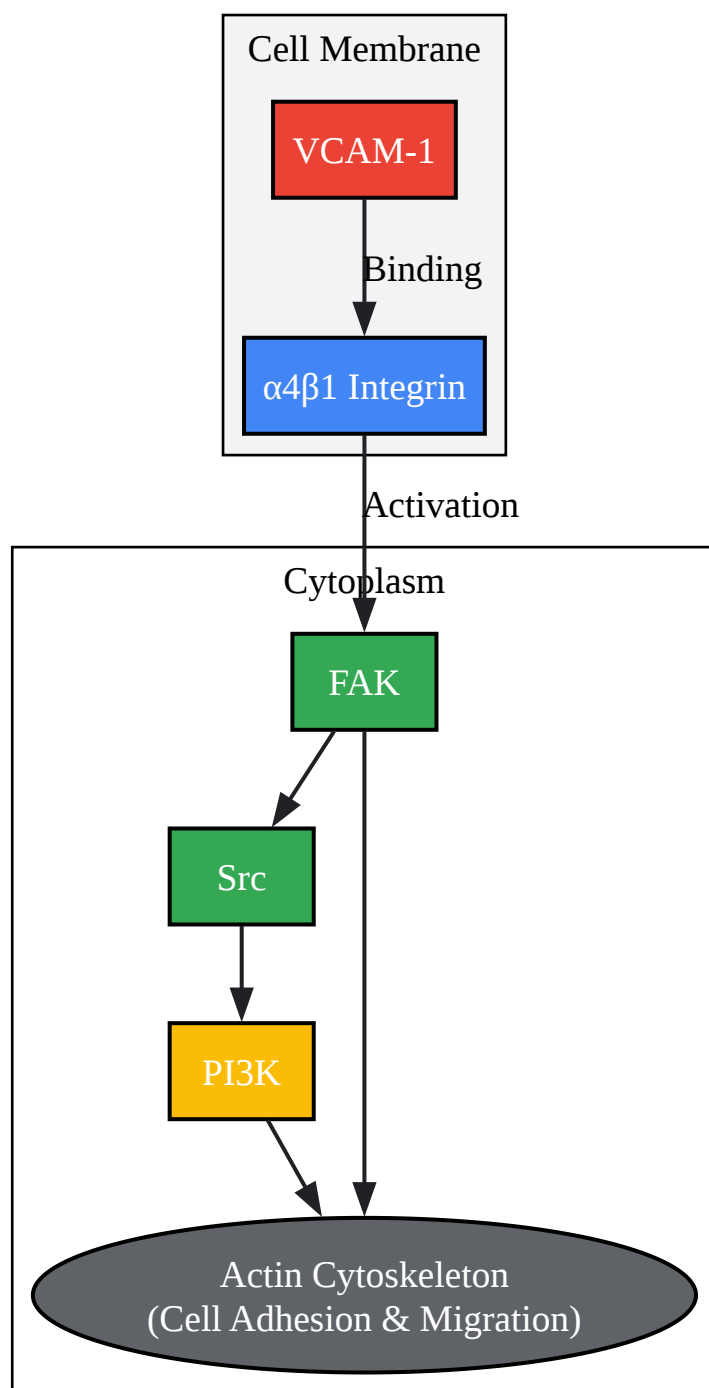 Cell Membrane
VCAM-1
Binding
α4β1 Integrin
Activation
Cytoplasm
FAK
Src
PI3K
Actin Cytoskeleton
(Cell Adhesion & Migration)